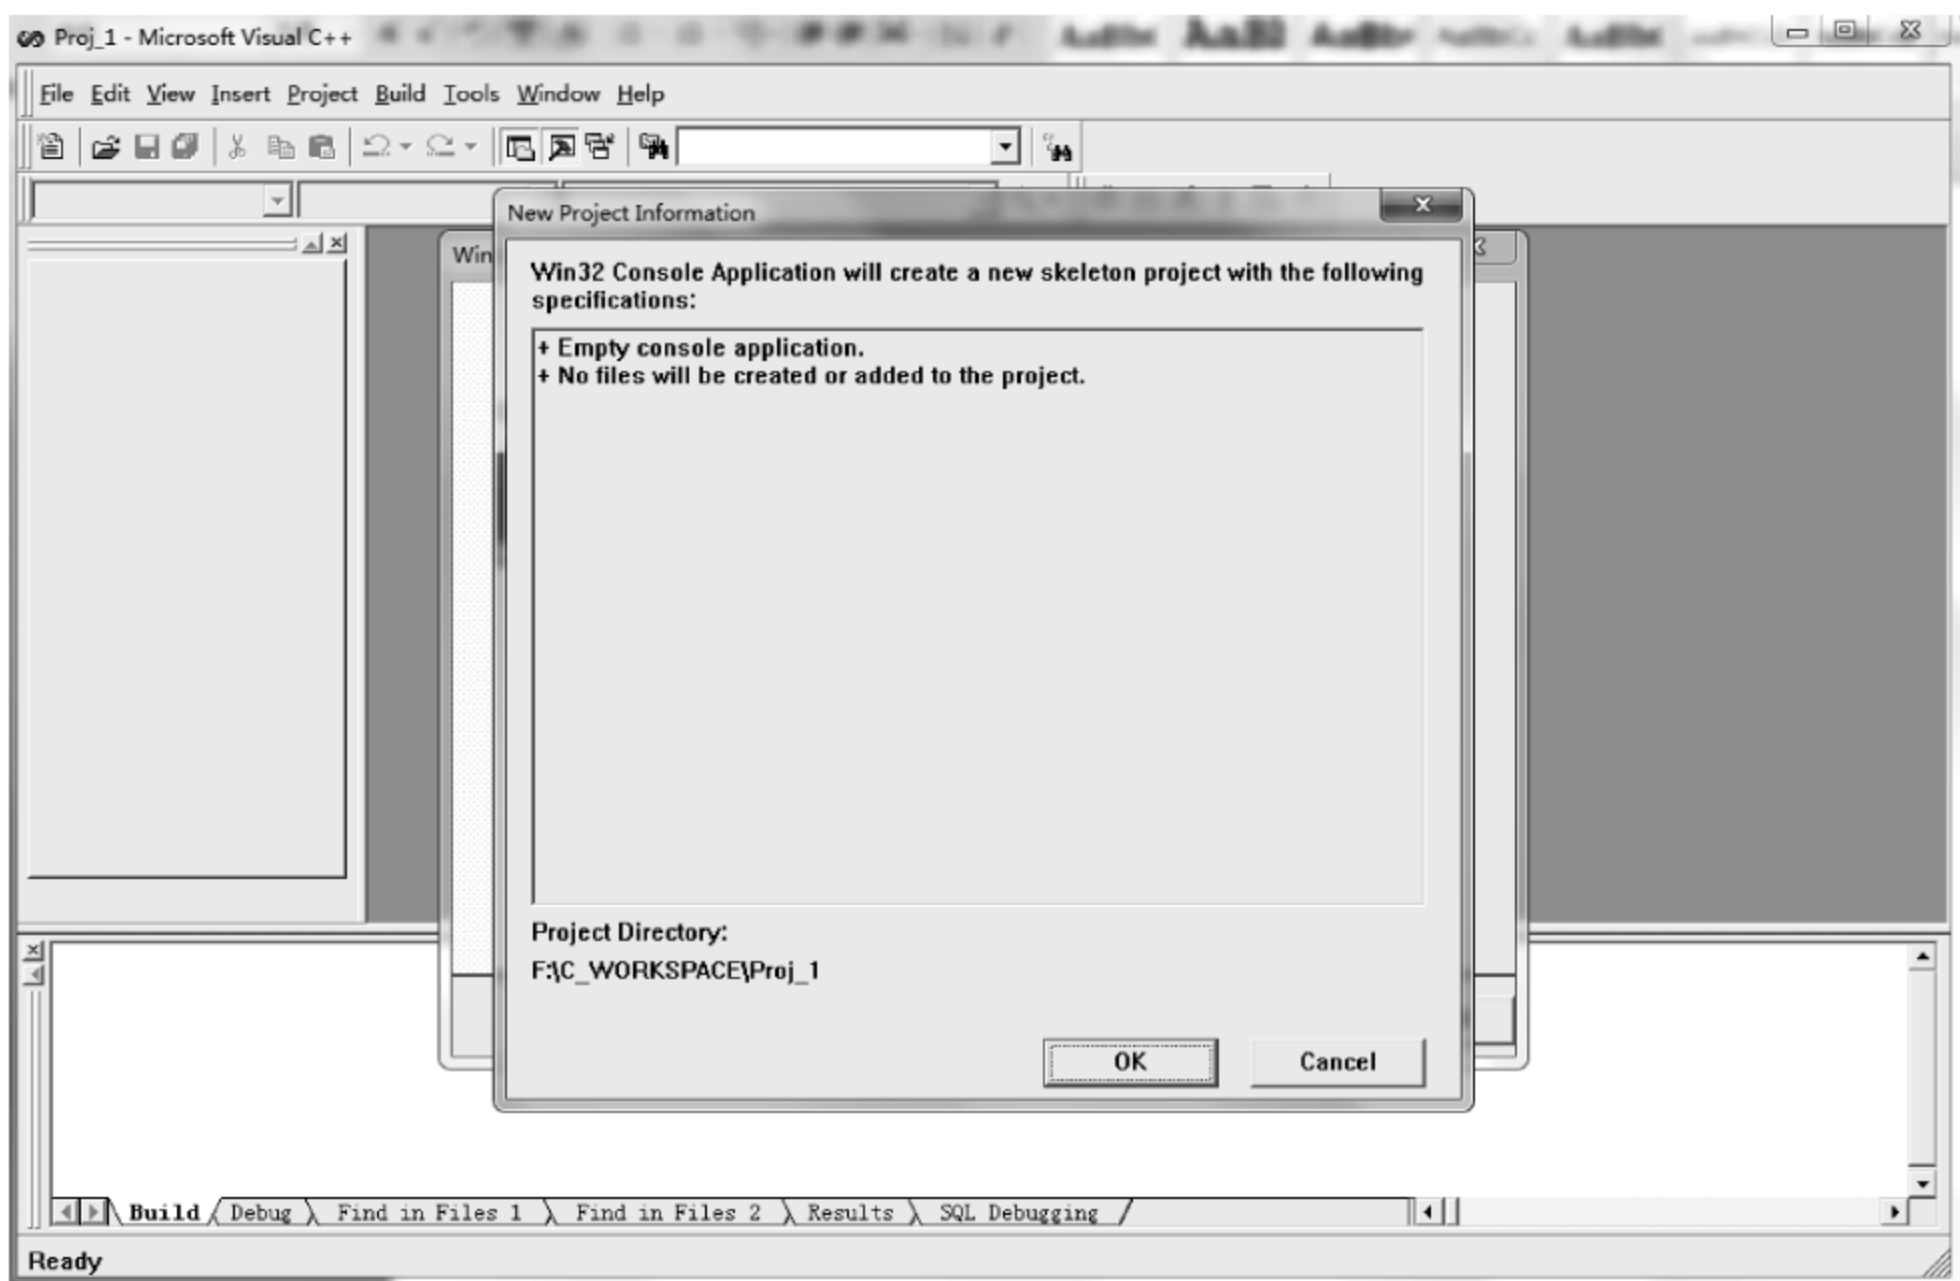 Proj_1 - Microsoft Visual C++
File Edit View Insert Project Build Tools Window Help
New Project Information
Win
Win32 Console Application will create a new skeleton project with the following
specifications:
+ Empty console application.
+ No files will be created or added to the project.
Project Directory:
F:\C_WORKSPACE\Proj_1
OK Cancel
Build Debug Find in Files 1 Find in Files 2 Results SQL Debugging
Ready